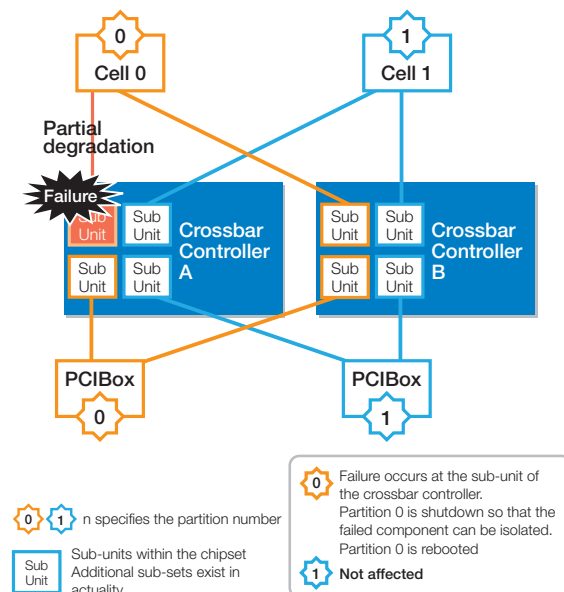 0
Cell 0
1
Cell 1
Partial
degradation
Failure
Sub
Unit
Sub
Unit
Crossbar
Controller
A
Sub
Unit
Sub
Unit
Sub
Unit
Sub
Unit
Crossbar
Controller
B
Sub
Unit
Sub
Unit
PCIBox
0
PCIBox
1
0 1 n specifies the partition number
Sub
Unit
Sub-units within the chipset
Additional sub-sets exist in
actuality
0 Failure occurs at the sub-unit of
the crossbar controller.
Partition 0 is shutdown so that the
failed component can be isolated.
Partition 0 is rebooted
1 Not affected